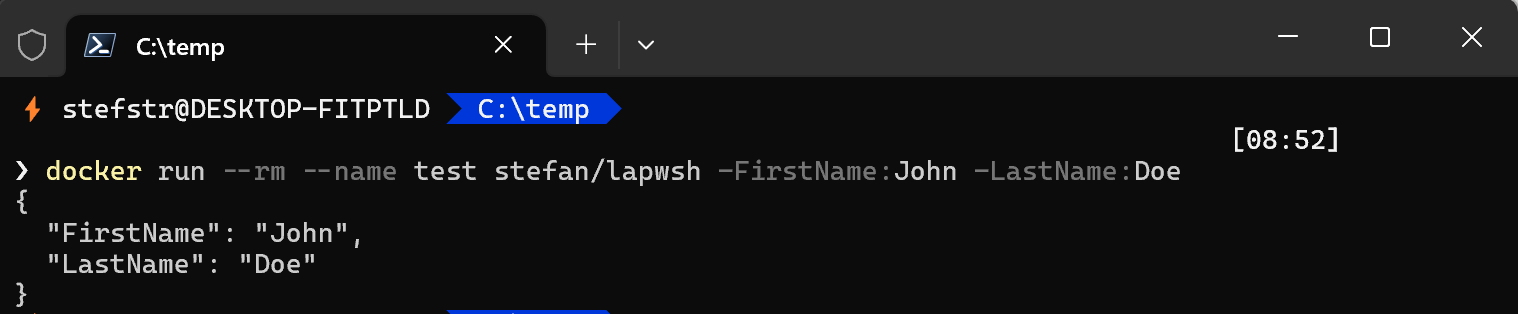 C:\temp
stefstr@DESKTOP-FITPTLD C:\temp
[08:52]
❯ docker run --rm --name test stefan/lapwsh -FirstName:John -LastName:Doe
{
  "FirstName": "John",
  "LastName": "Doe"
}